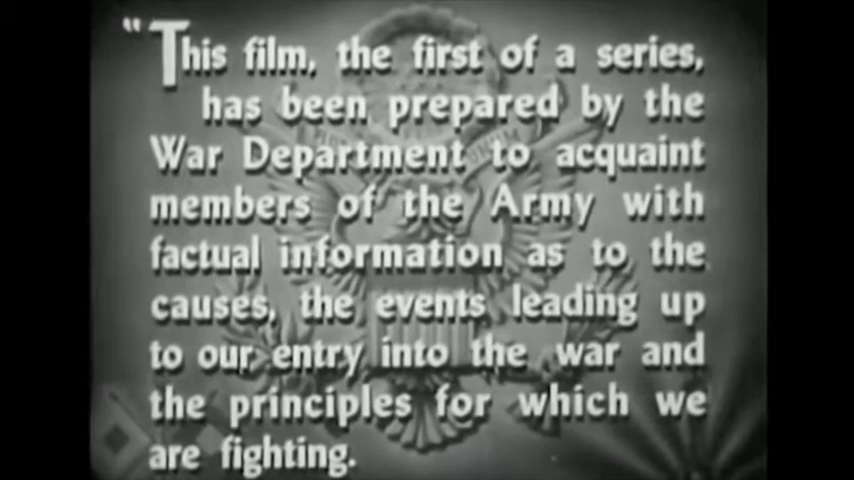 "This film, the first of a series,
has been prepared by the
War Department to acquaint
members of the Army with
factual information as to the
causes, the events leading up
to our entry into the war and
the principles for which we
are fighting.